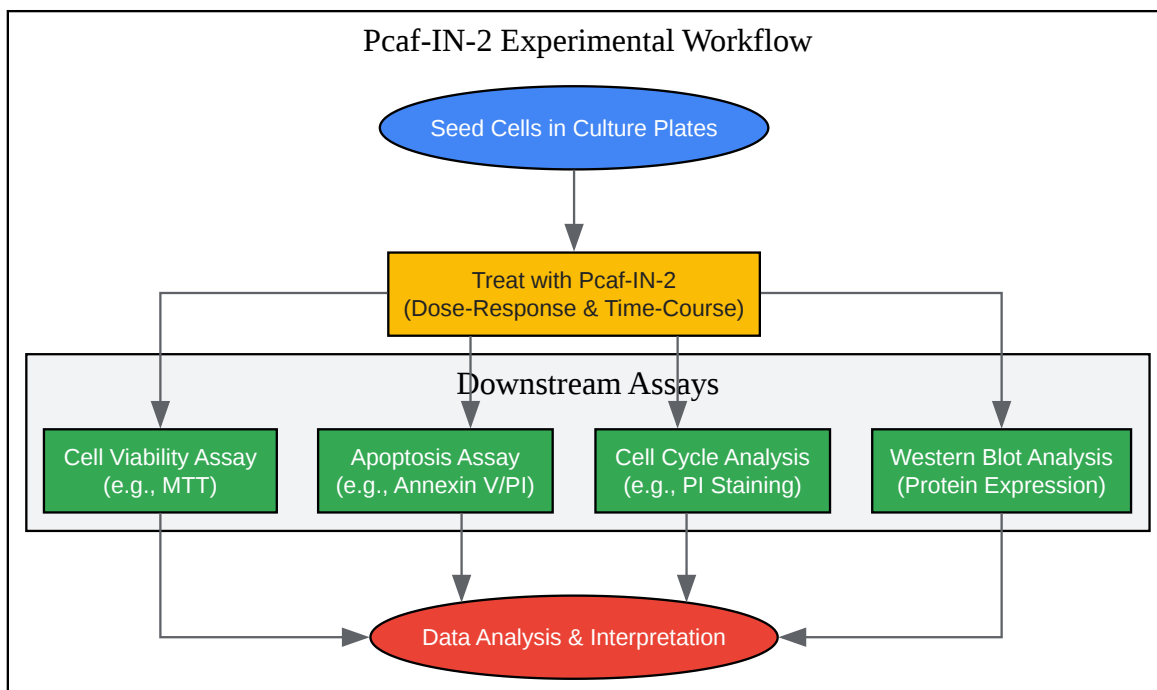 Pcaf-IN-2 Experimental Workflow
Seed Cells in Culture Plates
Treat with Pcaf-IN-2
(Dose-Response & Time-Course)
Downstream Assays
Cell Viability Assay
(e.g., MTT)
Apoptosis Assay
(e.g., Annexin V/PI)
Cell Cycle Analysis
(e.g., PI Staining)
Western Blot Analysis
(Protein Expression)
Data Analysis & Interpretation